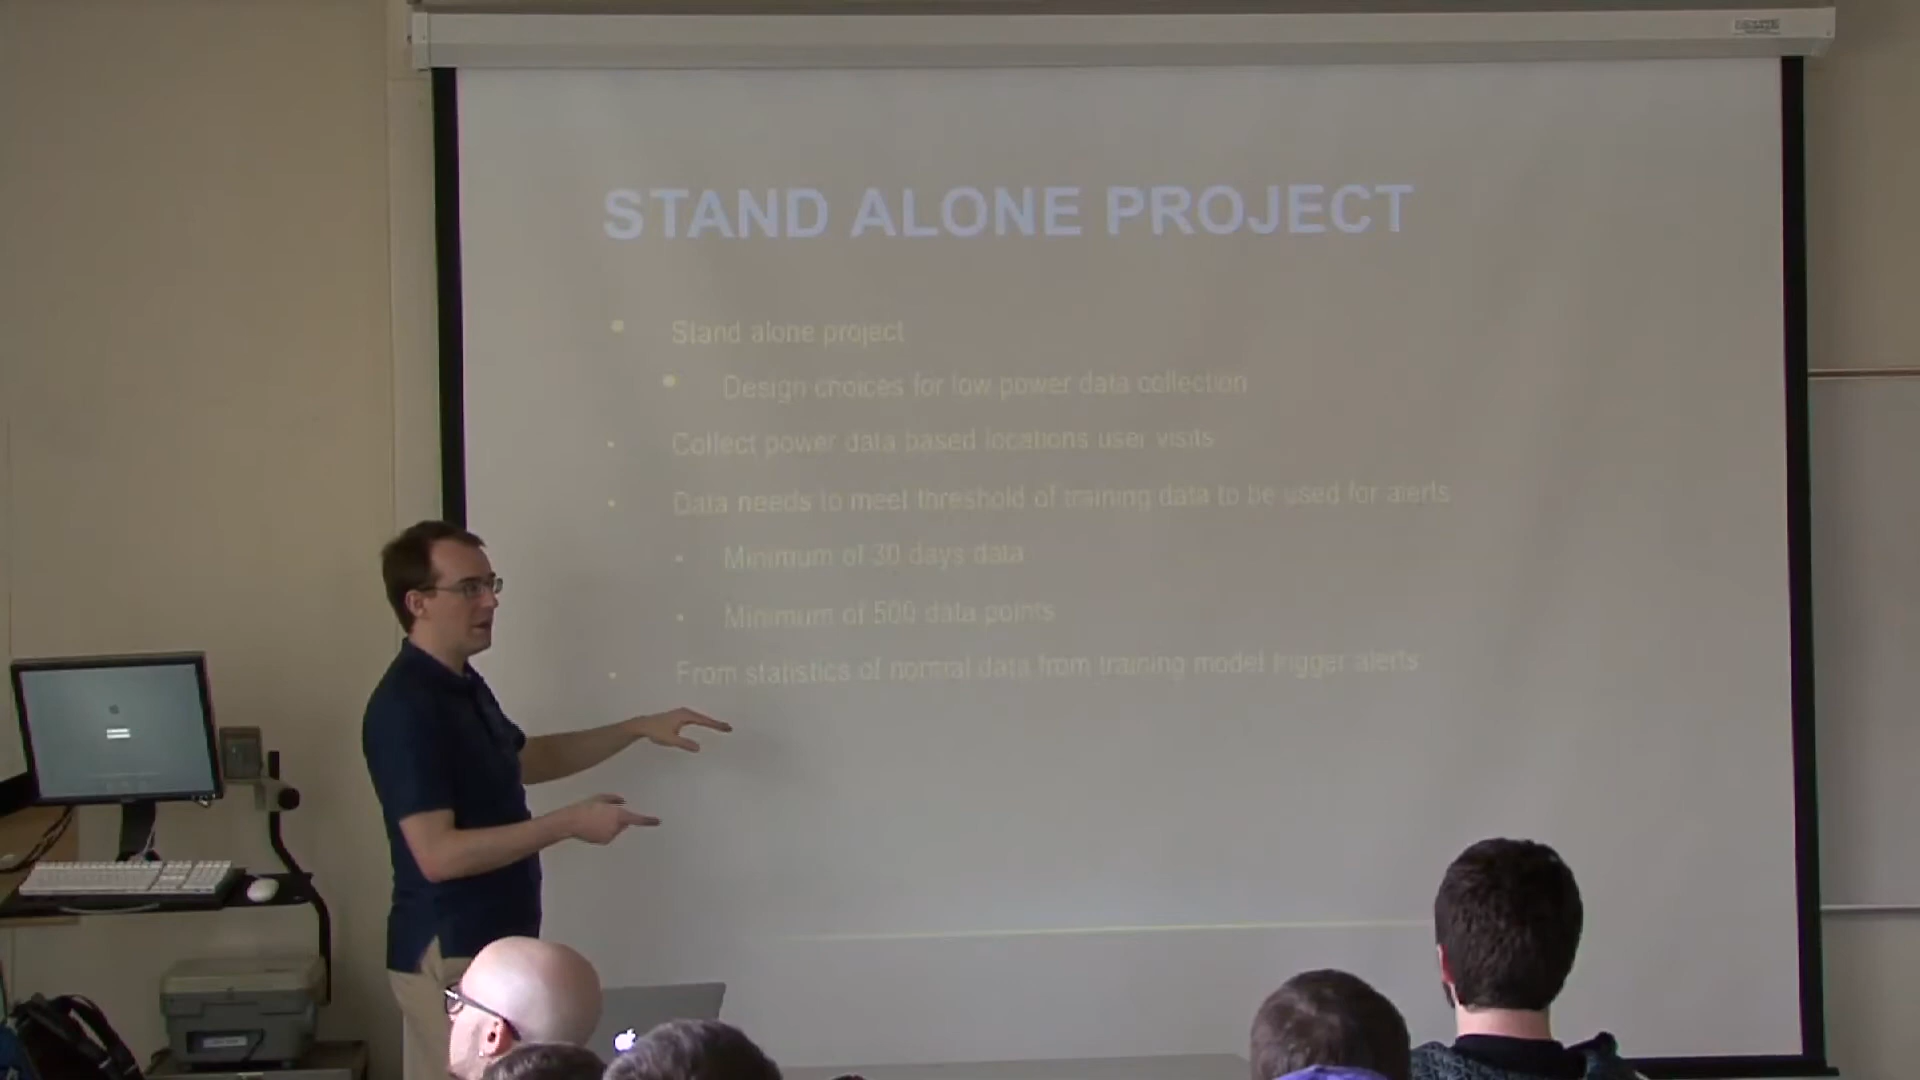 STAND ALONE PROJECT
Stand alone project
Design choices for low power data collection
Collect power data based locations user visits
Data needs to meet threshold of training data to be used for alerts
Minimum of 30 days data
Minimum of 500 data points
From statistics of normal data from training model trigger alerts